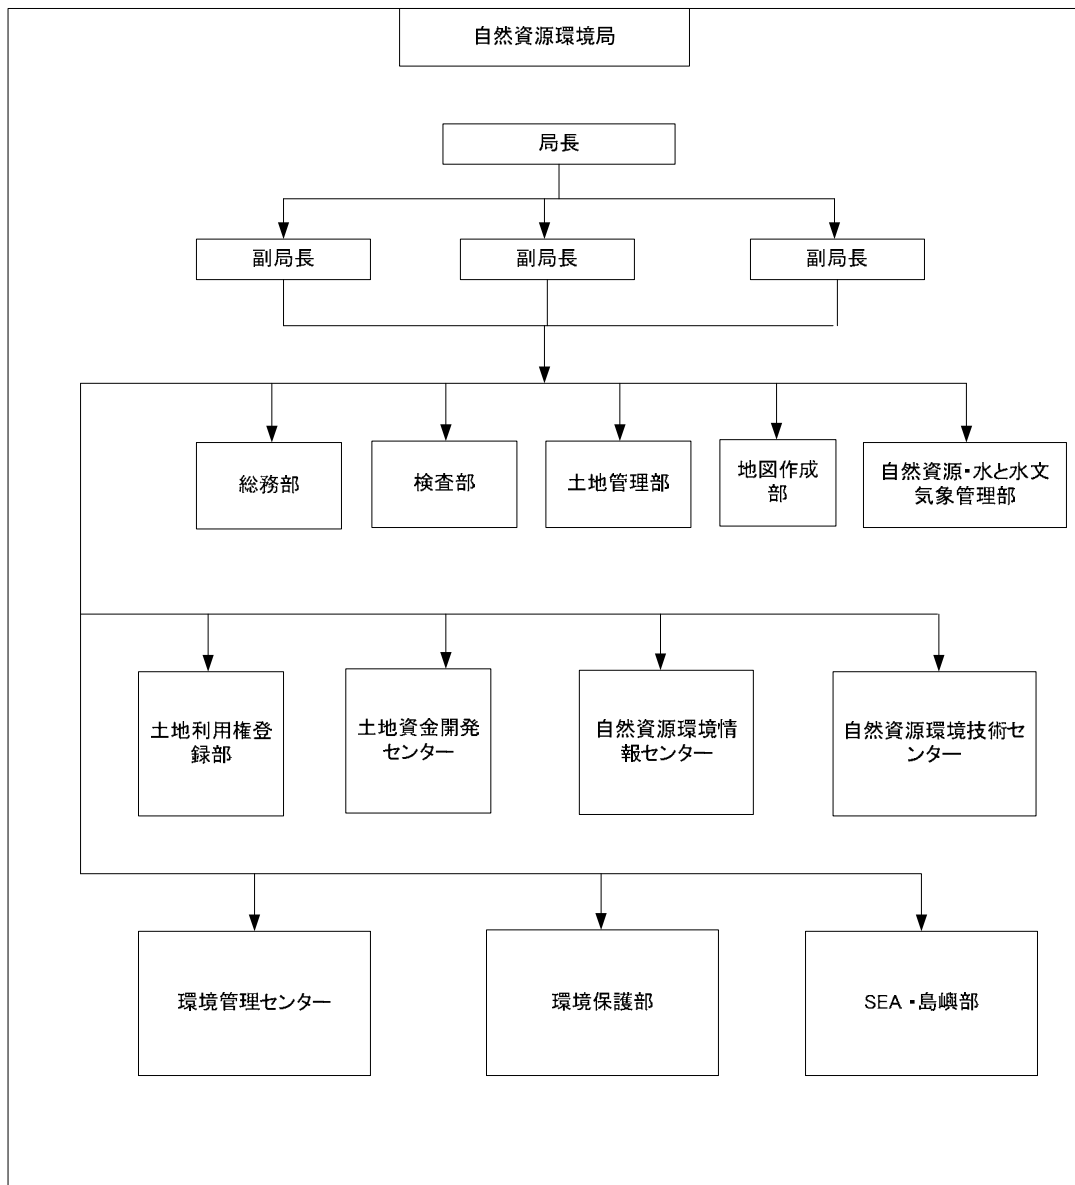 自然資源環境局
局長
副局長
副局長
副局長
総務部
検査部
土地管理部
地図作成
部
自然資源・水と水文
気象管理部
土地利用権登
録部
土地資金開発
センター
自然資源環境情
報センター
自然資源環境技術セ
ンター
環境管理センター
環境保護部
SEA・島嶼部